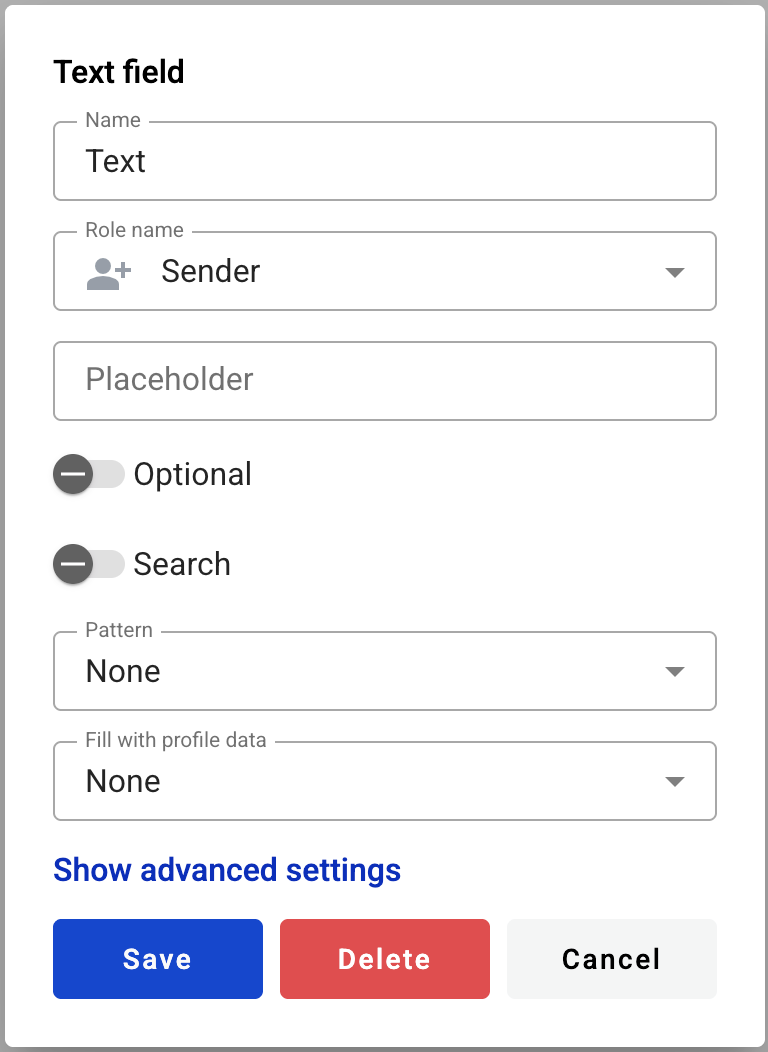 Text field
Name
Text
Role name
Sender
Placeholder
Optional
Search
Pattern
None
Fill with profile data
None
Show advanced settings
Save Delete Cancel